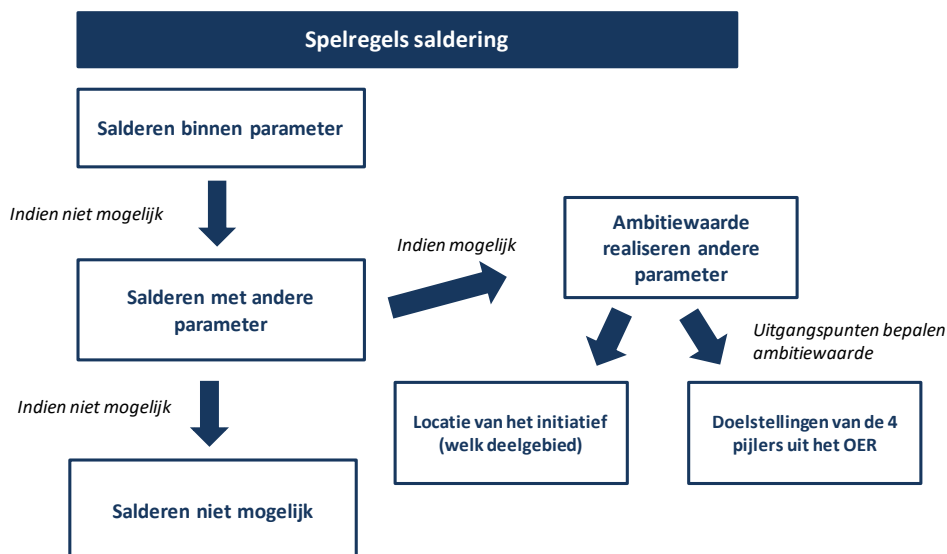 Spelregels saldering
Salderen binnen parameter
Indien niet mogelijk
Salderen met andere
parameter
Indien niet mogelijk
Salderen niet mogelijk
Indien mogelijk
Ambitiewaarde
realiseren andere
parameter
Uitgangspunten bepalen
ambitiewaarde
Locatie van het initiatief
(welk deelgebied)
Doelstellingen van de 4
pijlers uit het OER